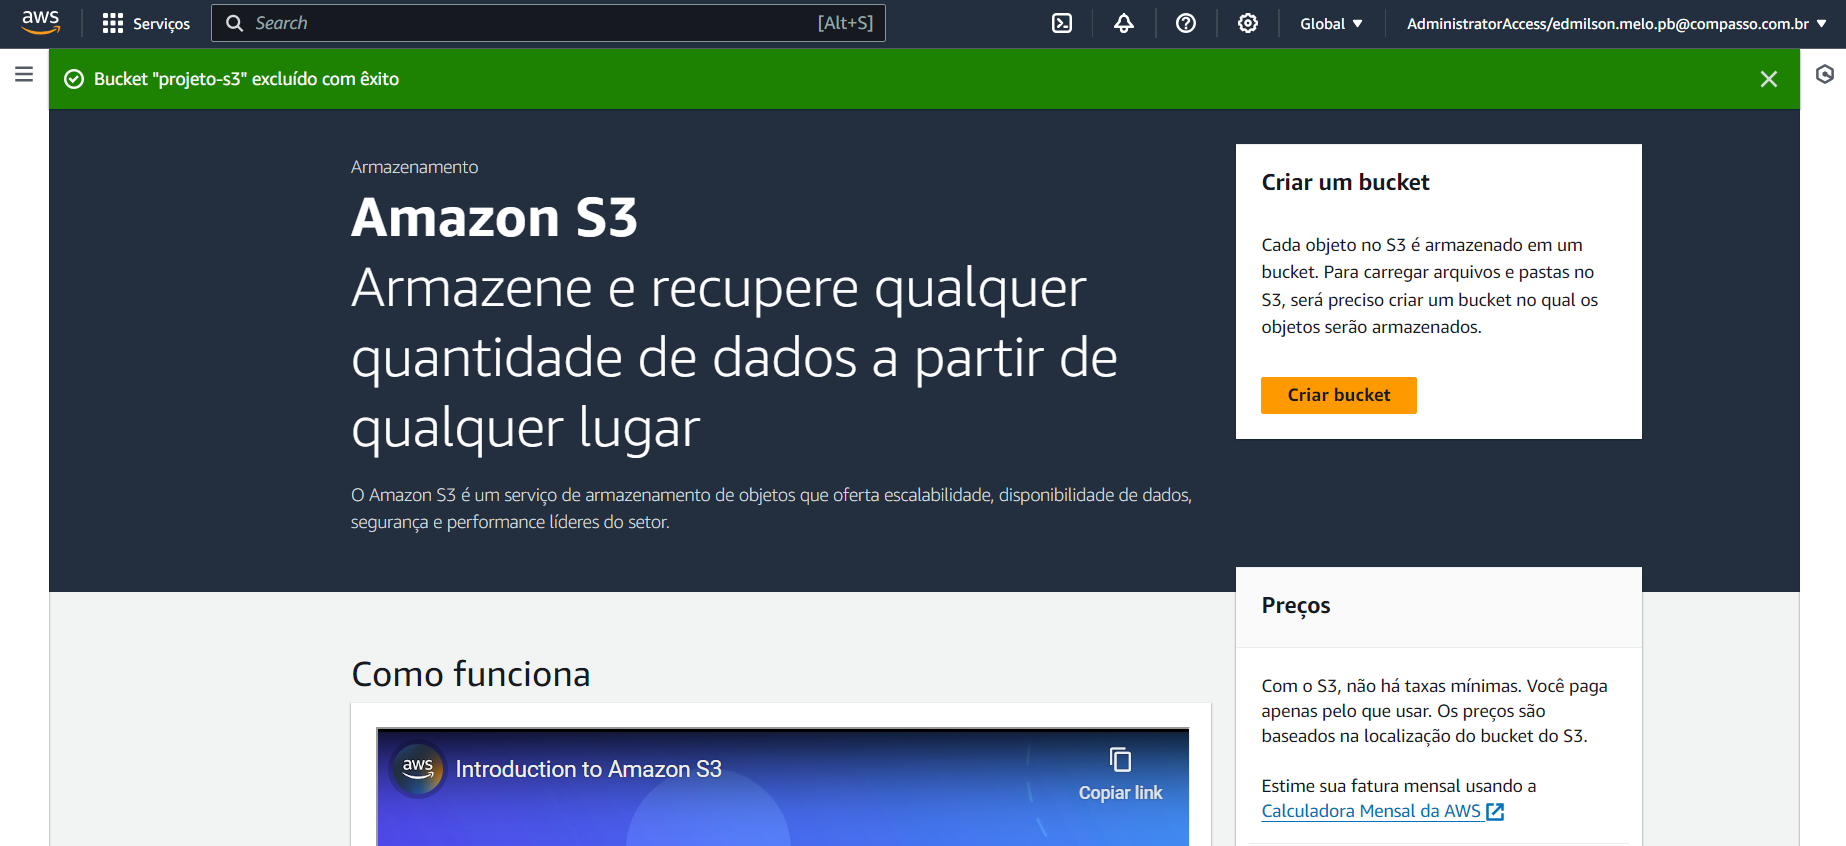 aws
Serviços
Search
[Alt+S]
Global
AdministratorAccess/edmilson.melo.pb@compasso.com.br
Bucket "projeto-s3" excluído com êxito
Armazenamento
Amazon S3
Armazene e recupere qualquer
quantidade de dados a partir de
qualquer lugar
O Amazon S3 é um serviço de armazenamento de objetos que oferta escalabilidade, disponibilidade de dados,
segurança e performance líderes do setor.
Criar um bucket
Cada objeto no S3 é armazenado em um
bucket. Para carregar arquivos e pastas no
S3, será preciso criar um bucket no qual os
objetos serão armazenados.
Criar bucket
Como funciona
aws
Introduction to Amazon S3
Copiar link
Preços
Com o S3, não há taxas mínimas. Você paga
apenas pelo que usar. Os preços são
baseados na localização do bucket do S3.
Estime sua fatura mensal usando a
Calculadora Mensal da AWS